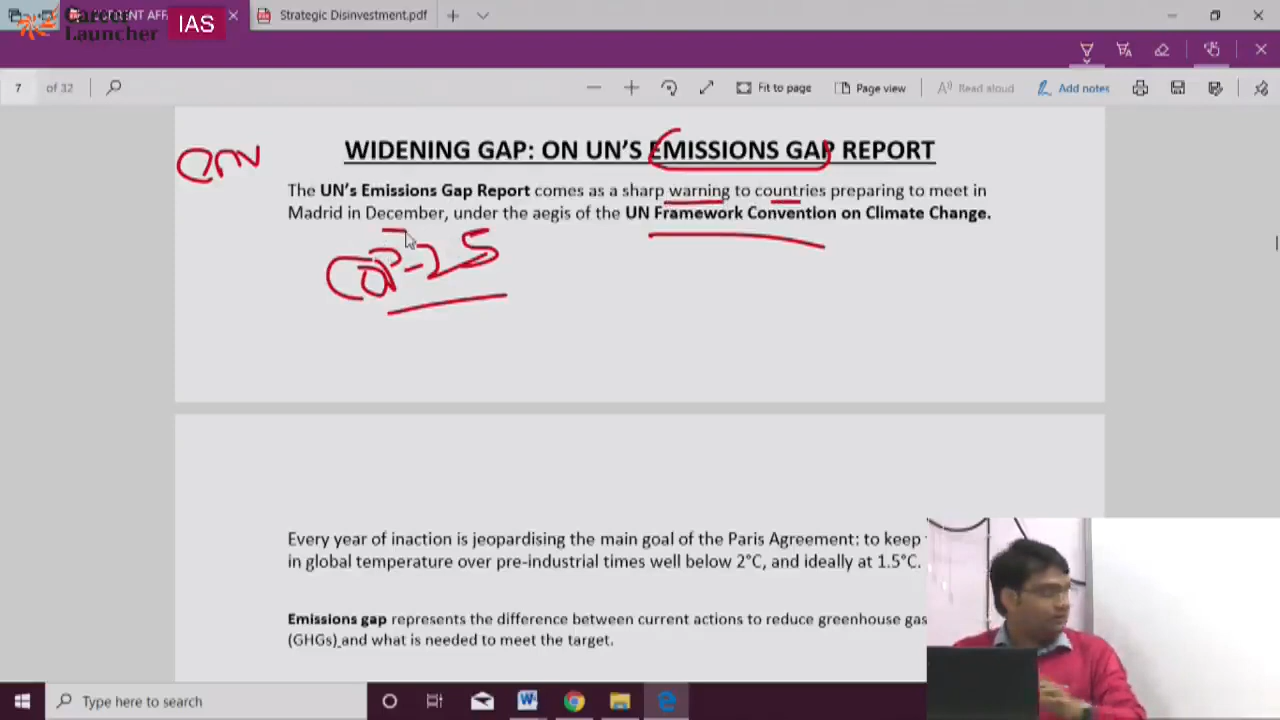 Career
Launcher
IAS
CURRENT AFF
Strategic Disinvestment.pdf
7 of 32
Fit to page
Page view
Read aloud
Add notes
WIDENING GAP: ON UN'S EMISSIONS GAP REPORT
The UN's Emissions Gap Report comes as a sharp warning to countries preparing to meet in
Madrid in December, under the aegis of the UN Framework Convention on Climate Change.
COP-25
Every year of inaction is jeopardising the main goal of the Paris Agreement: to keep
in global temperature over pre-industrial times well below 2°C, and ideally at 1.5°C.
Emissions gap represents the difference between current actions to reduce greenhouse gas
(GHGs) and what is needed to meet the target.
Type here to search